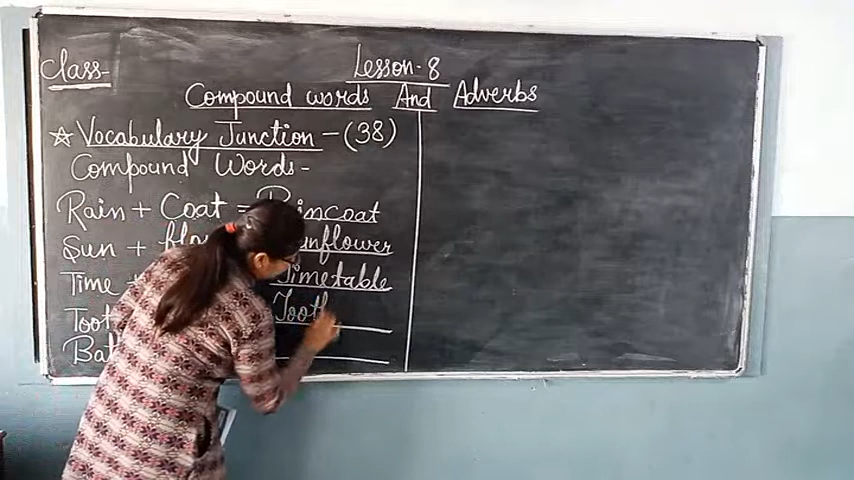 Class-
Lesson-8
Compound words And Adverbs
☆ Vocabulary Junction - (38)
Compound Words-
Rain + Coat = Raincoat
Sun + flo unflower
Time + Timetable
Toot Tooth
Bat